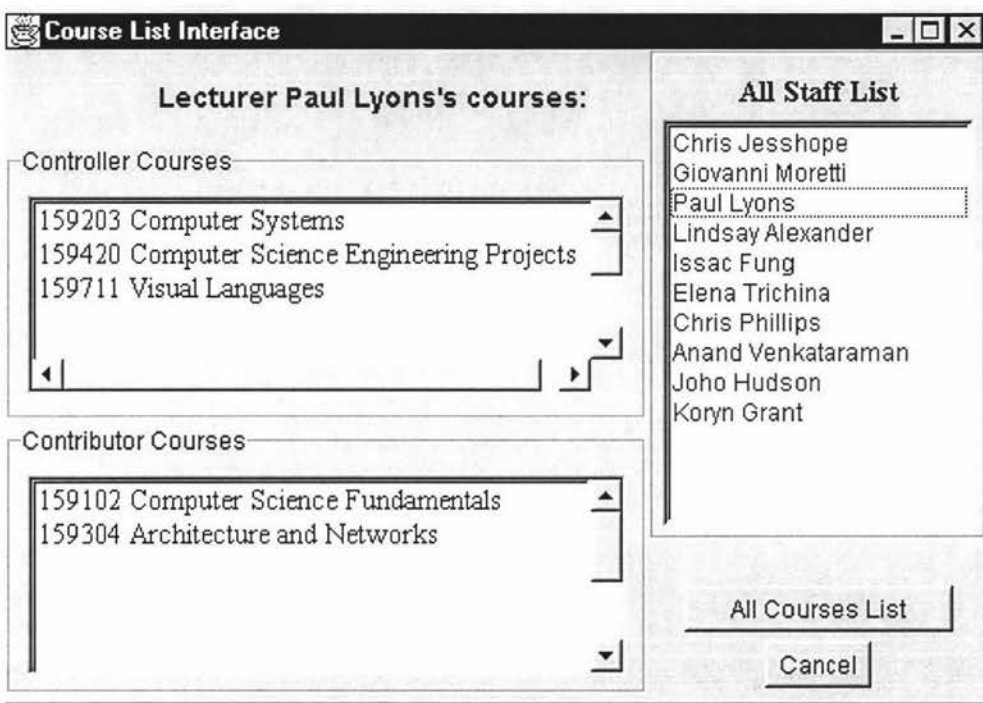 Course List Interface
Lecturer Paul Lyons's courses:
Controller Courses
159203 Computer Systems
159420 Computer Science Engineering Projects
159711 Visual Languages
Contributor Courses
159102 Computer Science Fundamentals
159304 Architecture and Networks
All Staff List
Chris Jesshope
Giovanni Moretti
Paul Lyons
Lindsay Alexander
Issac Fung
Elena Trichina
Chris Phillips
Anand Venkataraman
Joho Hudson
Koryn Grant
All Courses List
Cancel